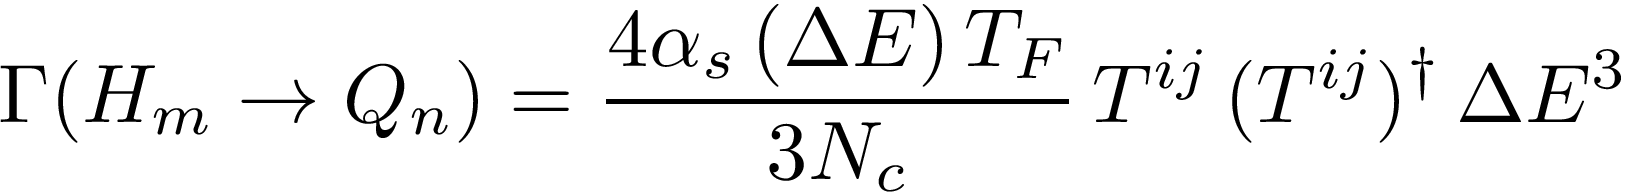 Γ(H_m → Q_n) = \frac{4α_s (ΔE) T_F}{3N_c} T^{ij} (T^{ij})^† ΔE^3